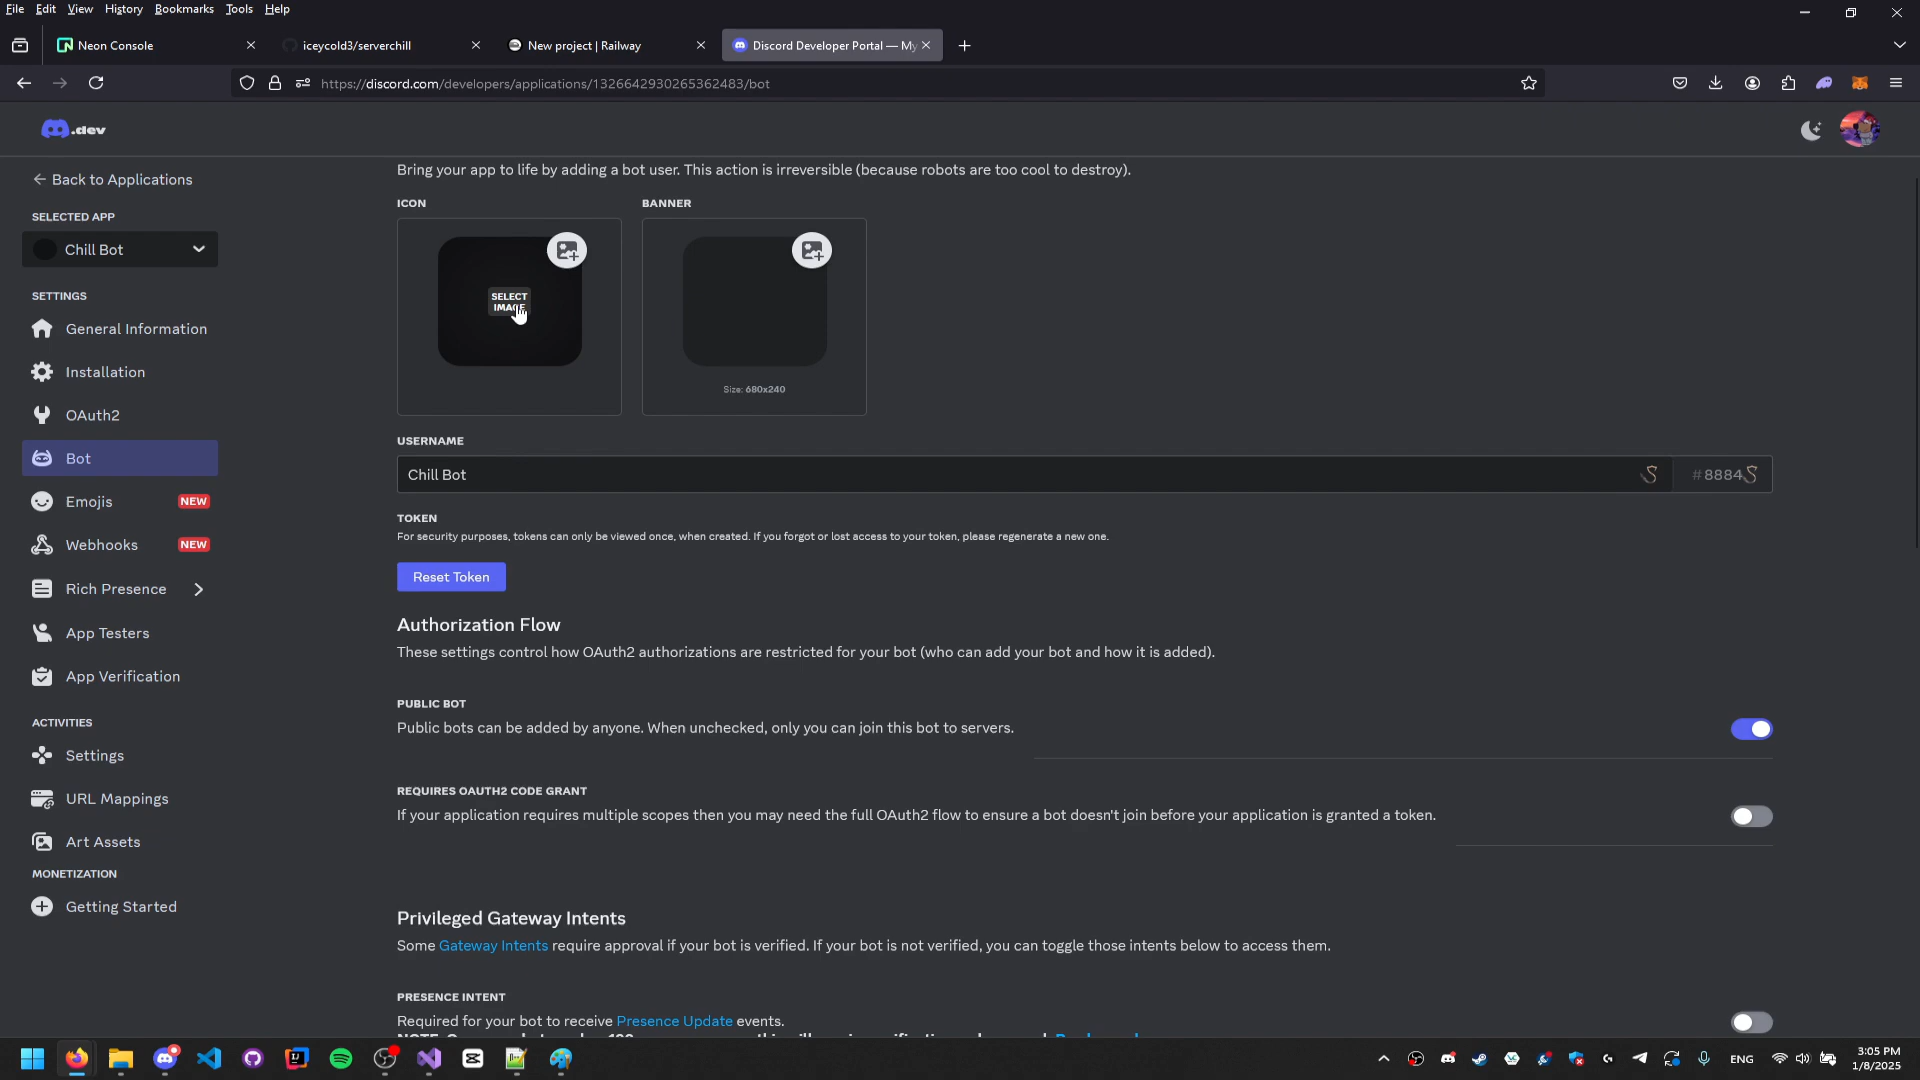 File Edit View History Bookmarks Tools Help
Neon Console
iceycold3/serverchill
New project | Railway
Discord Developer Portal — My
https://discord.com/developers/applications/1326642930265362483/bot
.dev
Back to Applications
SELECTED APP
Chill Bot
SETTINGS
General Information
Installation
OAuth2
Bot
Emojis NEW
Webhooks NEW
Rich Presence
App Testers
App Verification
ACTIVITIES
Settings
URL Mappings
Art Assets
MONETIZATION
Getting Started
Bring your app to life by adding a bot user. This action is irreversible (because robots are too cool to destroy).
ICON
BANNER
SELECT
IMAGE
Size: 680x240
USERNAME
Chill Bot
#8884
TOKEN
For security purposes, tokens can only be viewed once, when created. If you forgot or lost access to your token, please regenerate a new one.
Reset Token
Authorization Flow
These settings control how OAuth2 authorizations are restricted for your bot (who can add your bot and how it is added).
PUBLIC BOT
Public bots can be added by anyone. When unchecked, only you can join this bot to servers.
REQUIRES OAUTH2 CODE GRANT
If your application requires multiple scopes then you may need the full OAuth2 flow to ensure a bot doesn't join before your application is granted a token.
Privileged Gateway Intents
Some Gateway Intents require approval if your bot is verified. If your bot is not verified, you can toggle those intents below to access them.
PRESENCE INTENT
Required for your bot to receive Presence Update events.
ENG
3:05 PM
1/8/2025